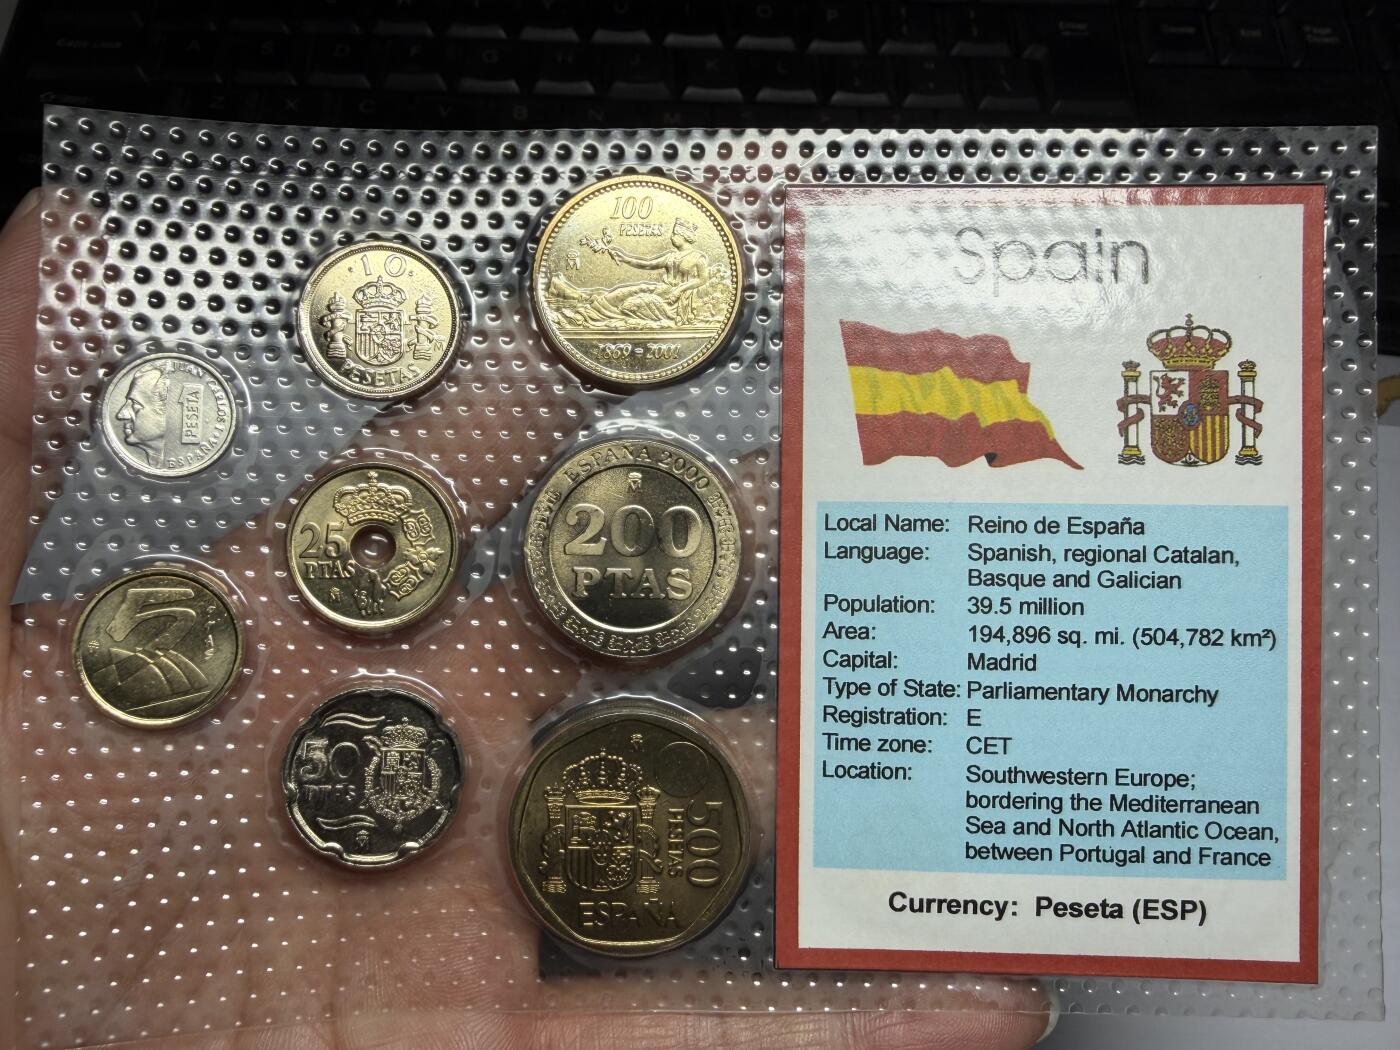 Caps Lock
100
PESETAS
1869 - 2001
10
PESETAS
JUAN CARLOS I
PESETA
ESPAÑA
25
PTAS
ESPAÑA 2000
200
PTAS
5
50
PTAS
500
PESETAS
ESPAÑA
Spain
Local Name: Reino de España
Language: Spanish, regional Catalan,
Basque and Galician
Population: 39.5 million
Area: 194,896 sq. mi. (504,782 km²)
Capital: Madrid
Type of State: Parliamentary Monarchy
Registration: E
Time zone: CET
Location: Southwestern Europe;
bordering the Mediterranean
Sea and North Atlantic Ocean,
between Portugal and France
Currency: Peseta (ESP)